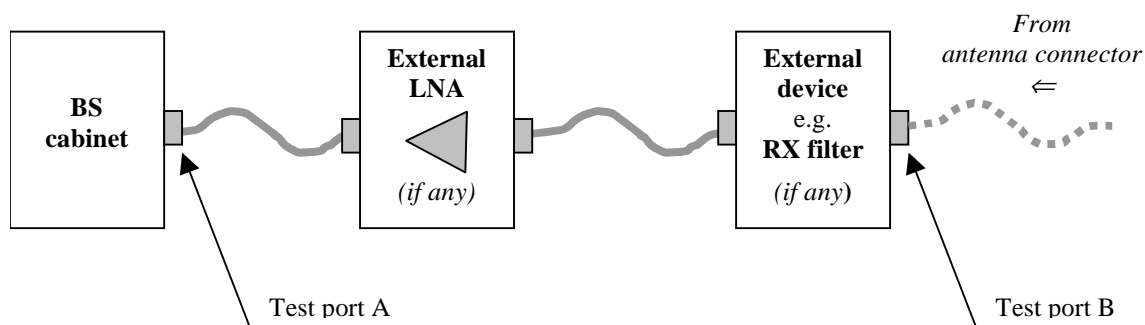 BS
cabinet
External
LNA
(if any)
External
device
e.g.
RX filter
(if any)
From
antenna connector
⇐
Test port A
Test port B